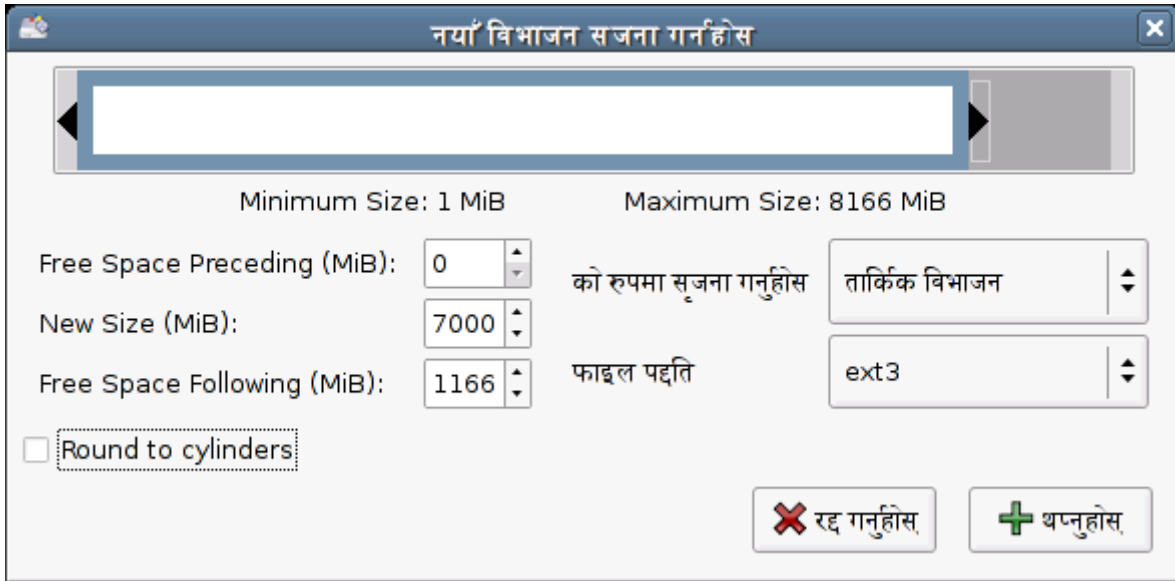 नयाँ विभाजन सृजना गर्नुहोस्
Minimum Size: 1 MiB Maximum Size: 8166 MiB
Free Space Preceding (MiB): 0
New Size (MiB): 7000
Free Space Following (MiB): 1166
को रुपमा सृजना गर्नुहोस तार्किक विभाजन
फाइल पद्दति ext3
Round to cylinders
रद्द गर्नुहोस् थप्नुहोस्